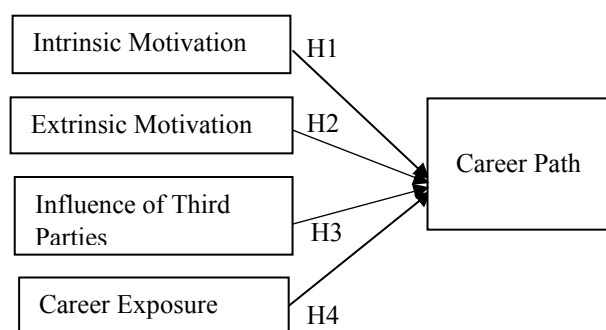 Intrinsic Motivation
H1
Extrinsic Motivation
H2
Career Path
Influence of Third
Parties
H3
Career Exposure
H4